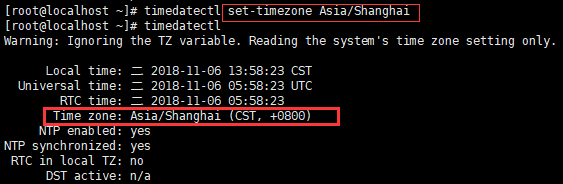 [root@localhost ~]# timedatectl set-timezone Asia/Shanghai
[root@localhost ~]# timedatectl
Warning: Ignoring the TZ variable. Reading the system's time zone setting only.
Local time: 二 2018-11-06 13:58:23 CST
Universal time: 二 2018-11-06 05:58:23 UTC
RTC time: 二 2018-11-06 05:58:23
Time zone: Asia/Shanghai (CST, +0800)
NTP enabled: yes
NTP synchronized: yes
RTC in local TZ: no
DST active: n/a